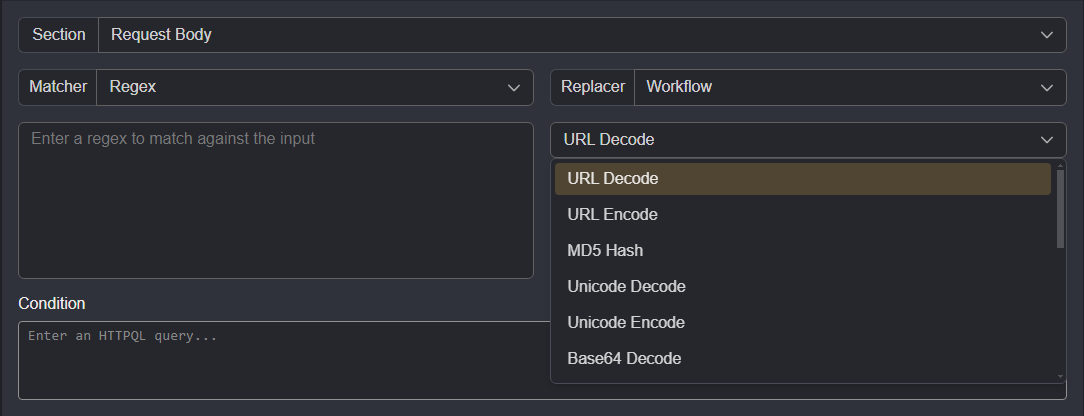 Section Request Body
Matcher Regex Replacer Workflow
Enter a regex to match against the input
URL Decode
URL Decode
URL Encode
MD5 Hash
Unicode Decode
Unicode Encode
Base64 Decode
Condition
Enter an HTTPQL query...